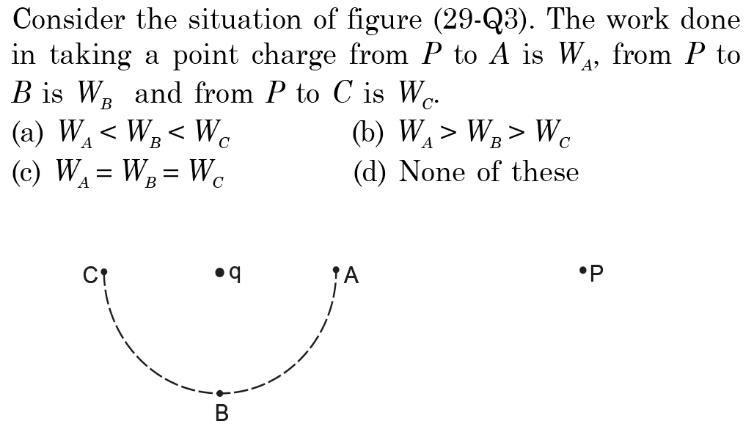 Consider the situation of figure (29-Q3). The work done
in taking a point charge from P to A is W_A, from P to
B is W_B and from P to C is W_C.
(a) W_A < W_B < W_C (b) W_A > W_B > W_C
(c) W_A = W_B = W_C (d) None of these
C q A P
B